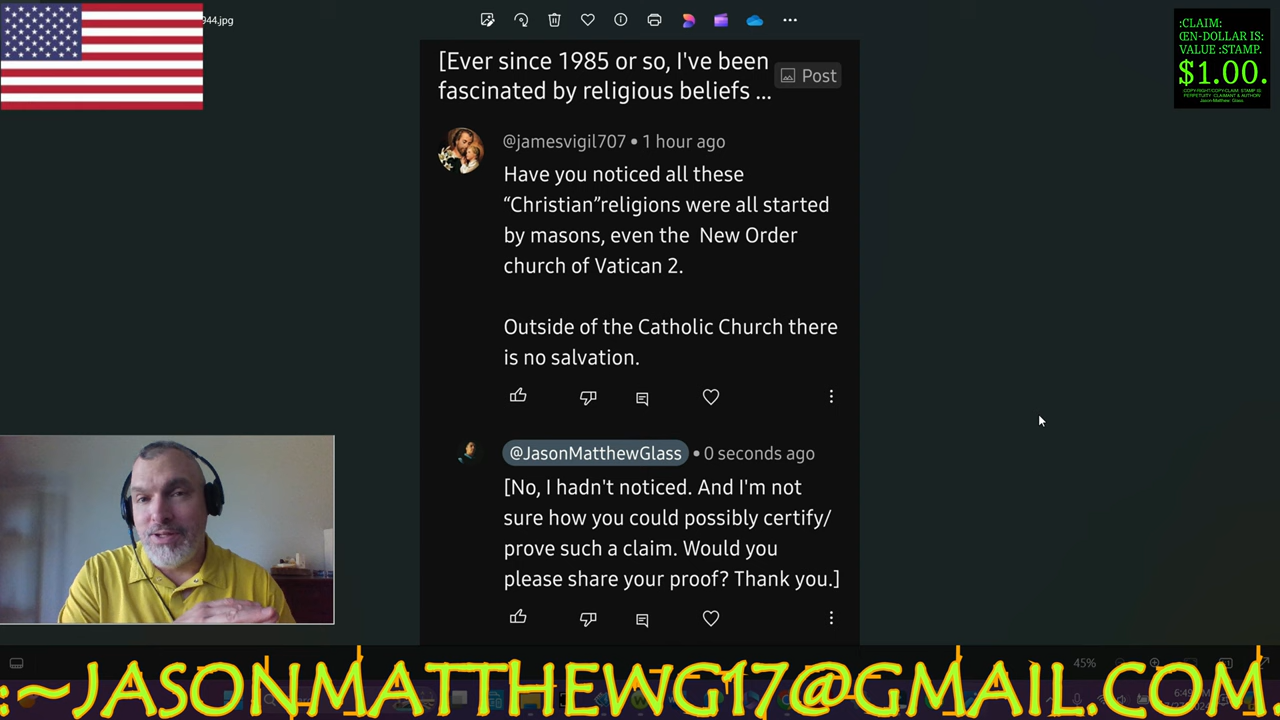 944.jpg
:CLAIM:
ŒN-DOLLAR IS:
VALUE :STAMP.
$1.00.
[Ever since 1985 or so, I've been
fascinated by religious beliefs ...
Post
@jamesvigil707 • 1 hour ago
Have you noticed all these
“Christian”religions were all started
by masons, even the New Order
church of Vatican 2.
Outside of the Catholic Church there
is no salvation.
@JasonMatthewGlass • 0 seconds ago
[No, I hadn't noticed. And I'm not
sure how you could possibly certify/
prove such a claim. Would you
please share your proof? Thank you.]
45%
:~JASONMATTHEWG17@GMAIL.COM.